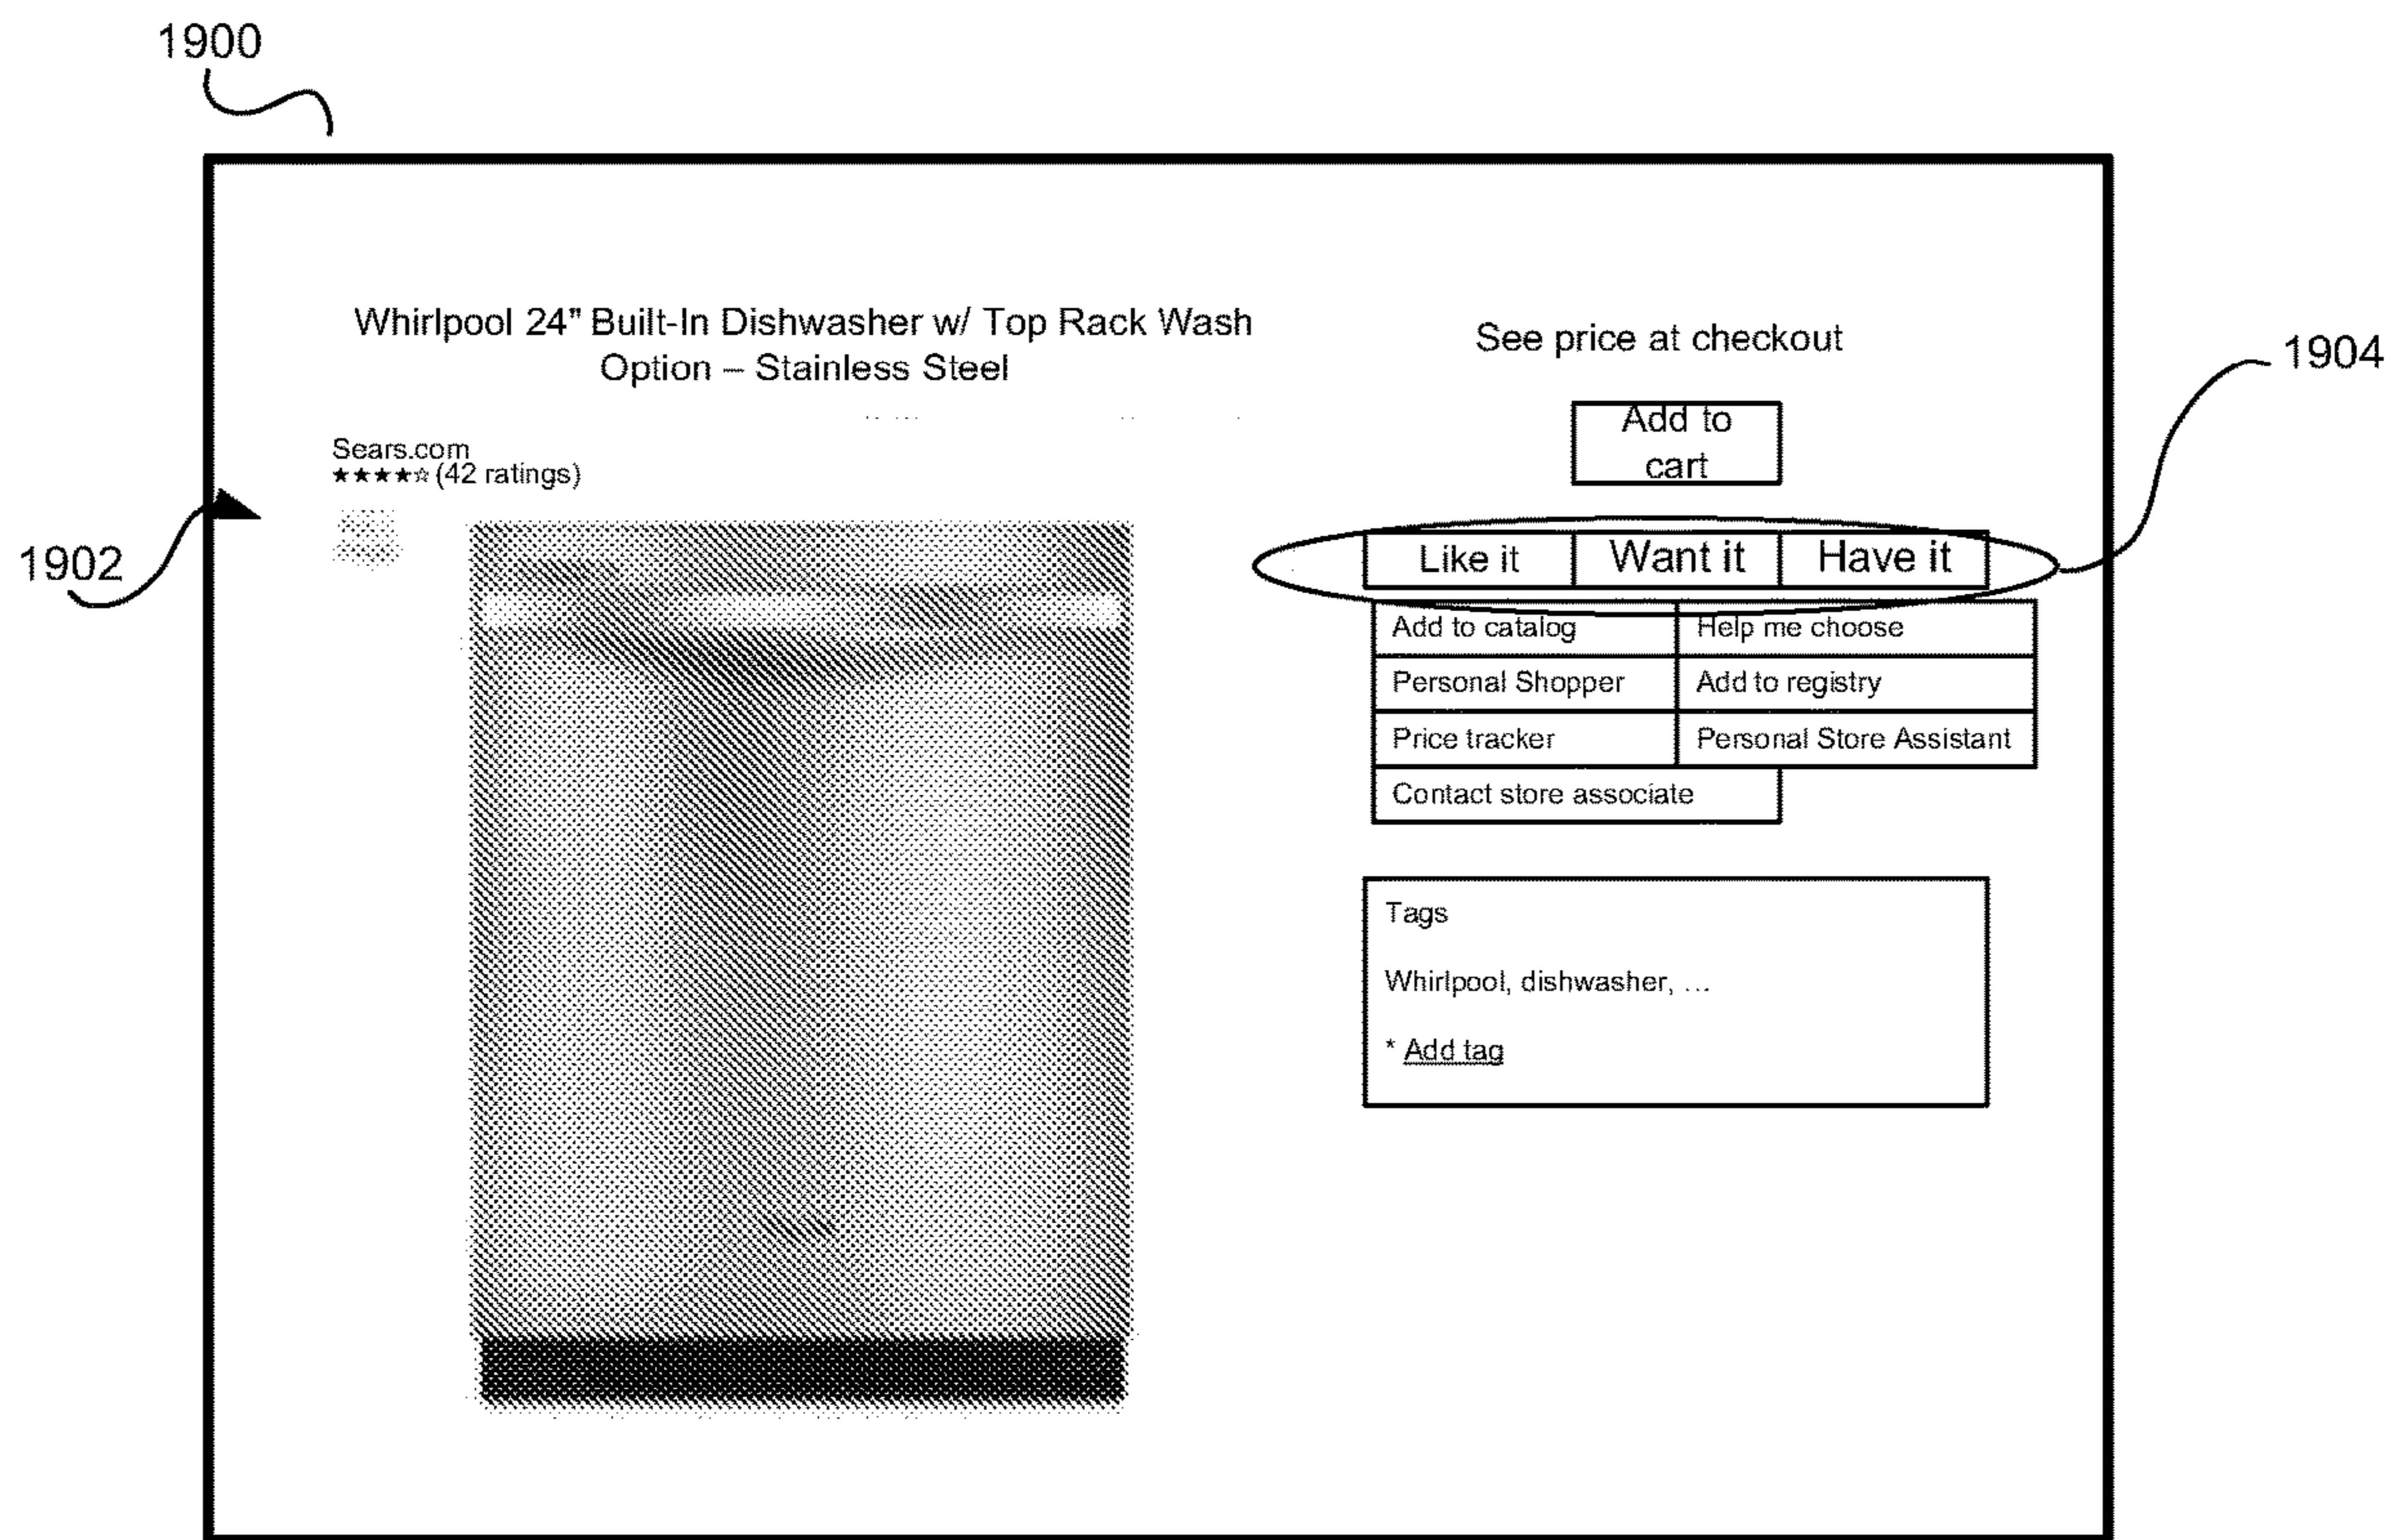 1900
Whirlpool 24" Built-In Dishwasher w/ Top Rack Wash
Option – Stainless Steel
See price at checkout
1904
Add to
cart
Sears.com
★★★★☆ (42 ratings)
1902
Like it Want it Have it
Add to catalog Help me choose
Personal Shopper Add to registry
Price tracker Personal Store Assistant
Contact store associate
Tags
Whirlpool, dishwasher, ...
* Add tag